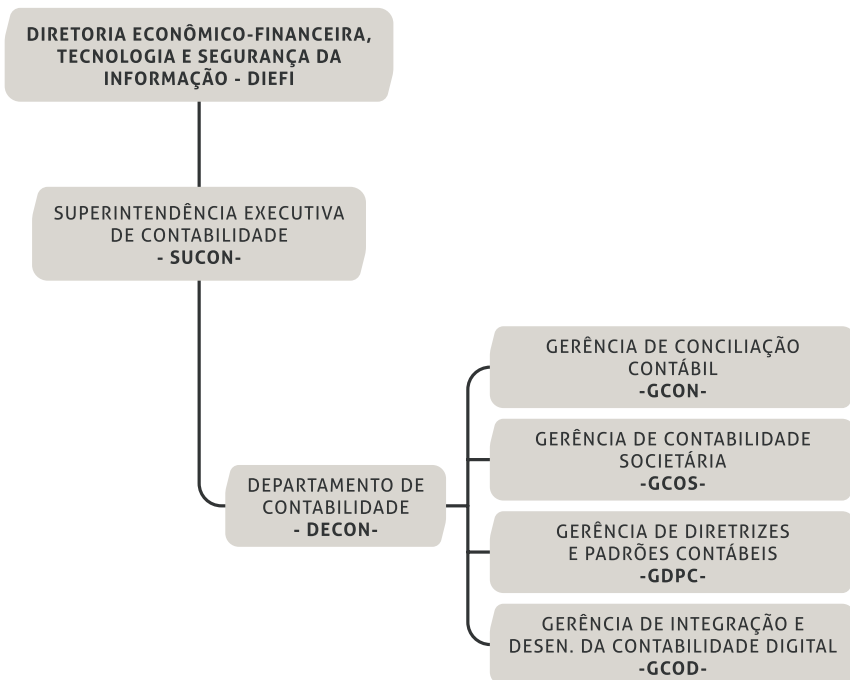 DIRETORIA ECONÔMICO-FINANCEIRA,
TECNOLOGIA E SEGURANÇA DA
INFORMAÇÃO - DIEFI
SUPERINTENDÊNCIA EXECUTIVA
DE CONTABILIDADE
- SUCON-
DEPARTAMENTO DE
CONTABILIDADE
- DECON-
GERÊNCIA DE CONCILIAÇÃO
CONTÁBIL
-GCON-
GERÊNCIA DE CONTABILIDADE
SOCIETÁRIA
-GCOS-
GERÊNCIA DE DIRETRIZES
E PADRÕES CONTÁBEIS
-GDPC-
GERÊNCIA DE INTEGRAÇÃO E
DESEN. DA CONTABILIDADE DIGITAL
-GCOD-